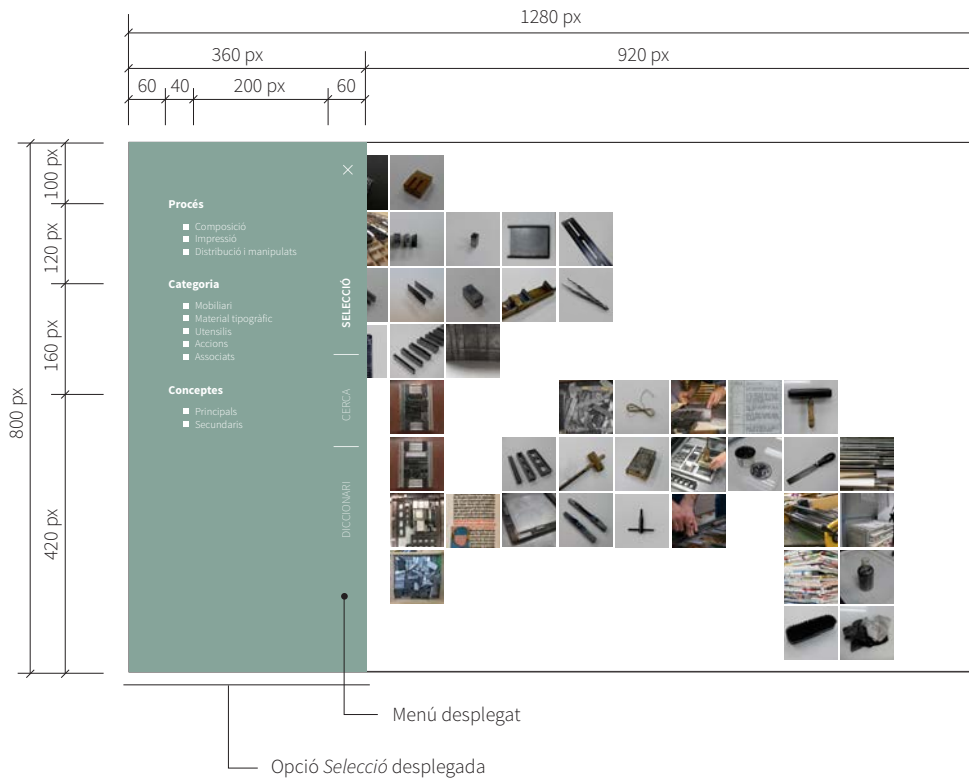 1280 px
360 px
920 px
60
40
200 px
60
800 px
100 px
120 px
160 px
420 px
Procés
Composició
Impressió
Distribució i manipulats
Categoria
Mobiliari
Material tipogràfic
Utensilis
Accions
Associats
Conceptes
Principals
Secundaris
SELECCIÓ
CERCA
DICCIONARI
Menú desplegat
Opció Selecció desplegada